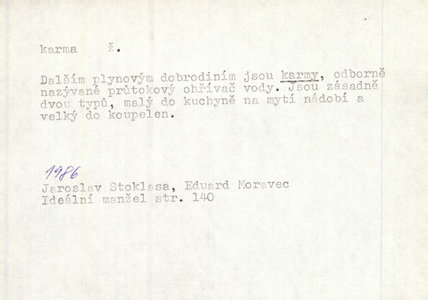 karma ž.
Dalším plynovým dobrodiním jsou karmy, odborně
nazývané průtokový ohřívač vody. Jsou zásadně
dvou typů, malý do kuchyně na mytí nádobí a
velký do koupelen.
1986
Jaroslav Stoklasa, Eduard Moravec
Ideální manžel str. 140